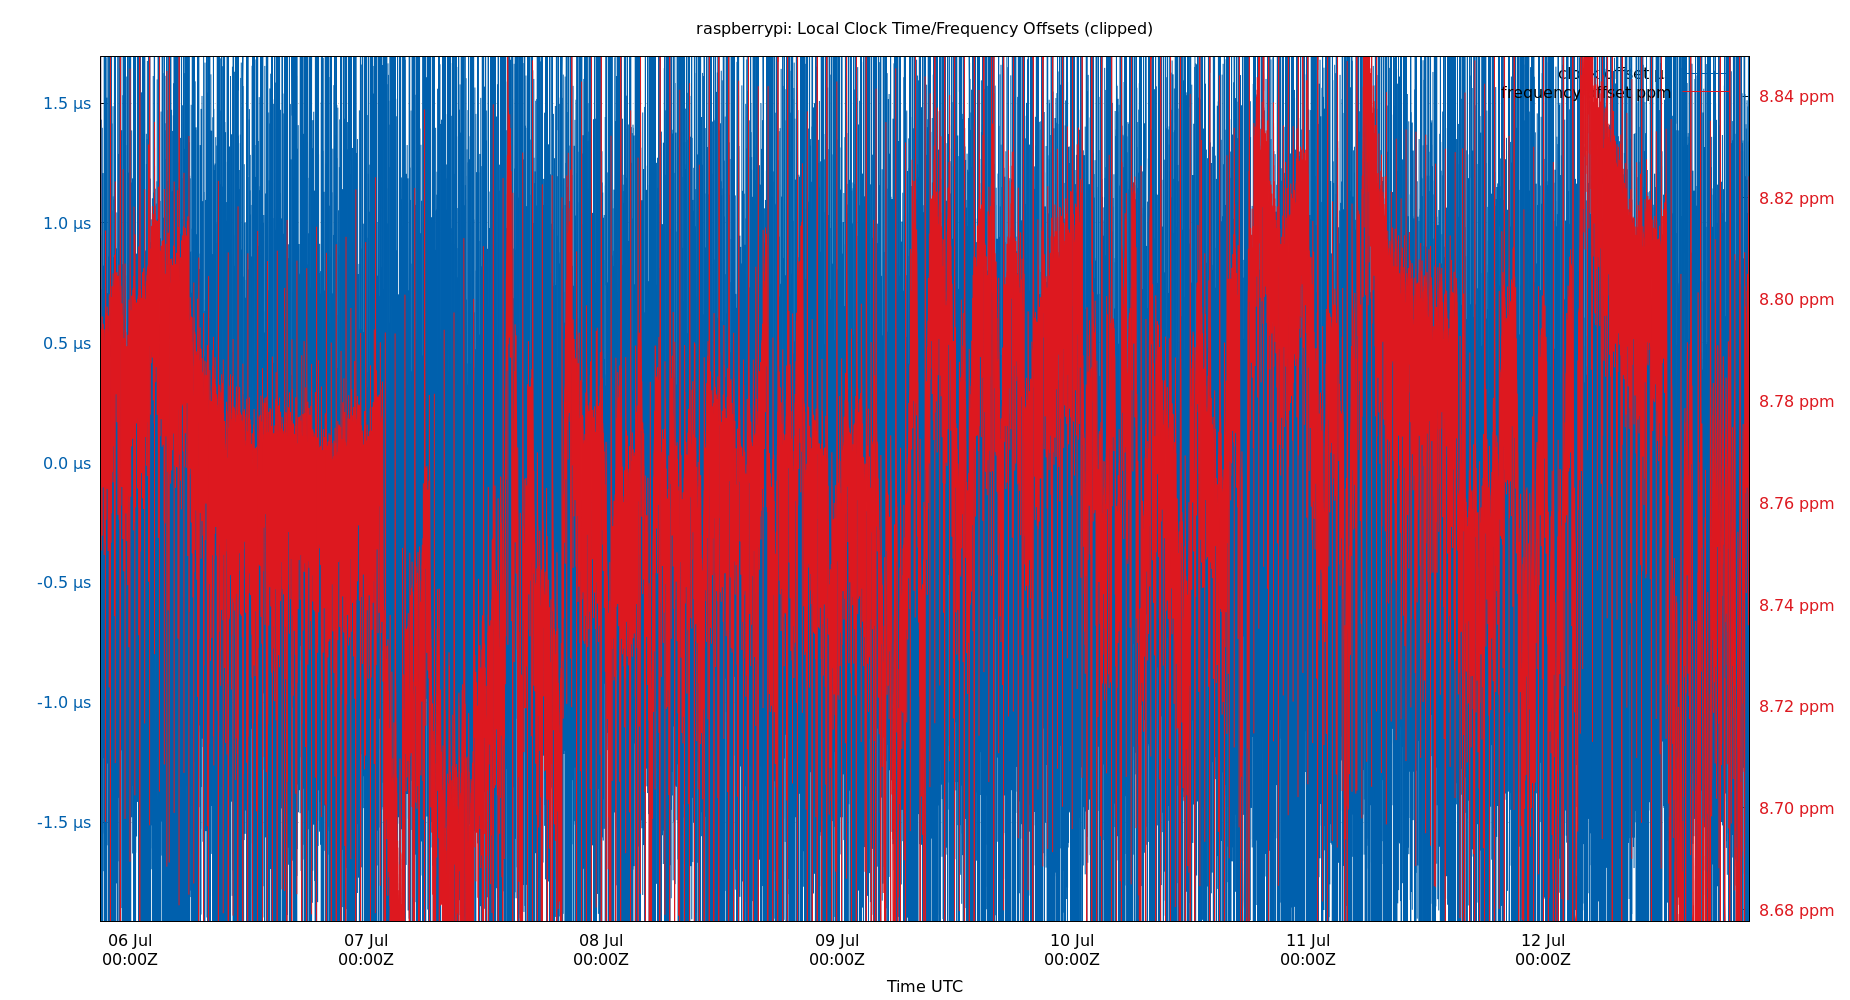 raspberrypi: Local Clock Time/Frequency Offsets (clipped)
frequency offset ppm
1.5 µs
1.0 µs
0.5 µs
0.0 µs
-0.5 µs
-1.0 µs
-1.5 µs
8.84 ppm
8.82 ppm
8.80 ppm
8.78 ppm
8.76 ppm
8.74 ppm
8.72 ppm
8.70 ppm
8.68 ppm
06 Jul 07 Jul 08 Jul 09 Jul 10 Jul 11 Jul 12 Jul
00:00Z 00:00Z 00:00Z 00:00Z 00:00Z 00:00Z 00:00Z
Time UTC